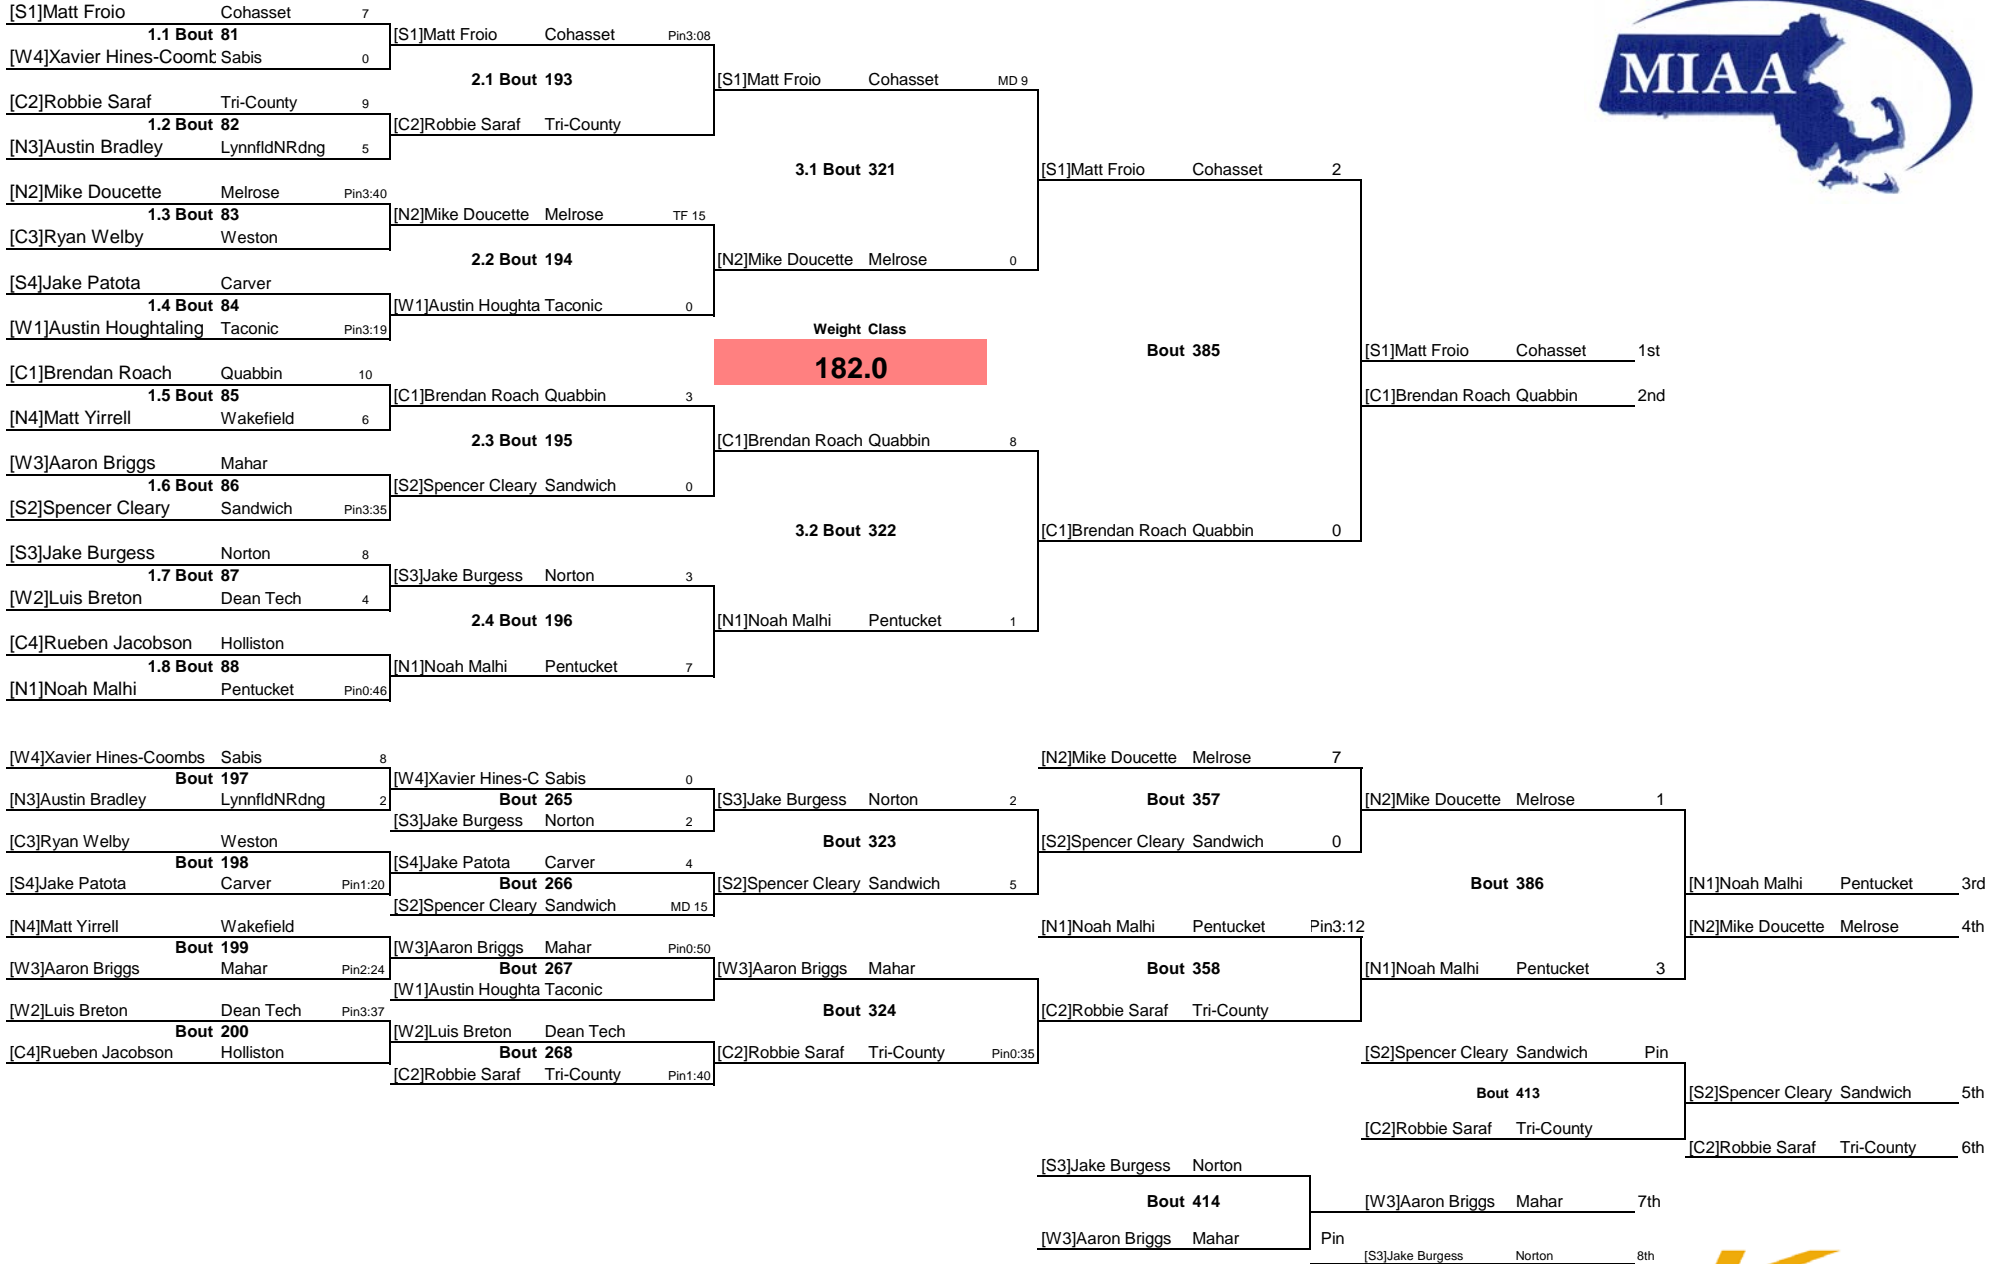 [S1]Matt Froio Cohasset 7
1.1 Bout 81
[W4]Xavier Hines-Coomb Sabis 0
[C2]Robbie Saraf Tri-County 9
1.2 Bout 82
[N3]Austin Bradley LynnfldNRdng 5
[N2]Mike Doucette Melrose Pin3:40
1.3 Bout 83
[C3]Ryan Welby Weston
[S4]Jake Patota Carver
1.4 Bout 84
[W1]Austin Houghtaling Taconic Pin3:19
[C1]Brendan Roach Quabbin 10
1.5 Bout 85
[N4]Matt Yirrell Wakefield 6
[W3]Aaron Briggs Mahar
1.6 Bout 86
[S2]Spencer Cleary Sandwich Pin3:35
[S3]Jake Burgess Norton 8
1.7 Bout 87
[W2]Luis Breton Dean Tech 4
[C4]Rueben Jacobson Holliston
1.8 Bout 88
[N1]Noah Malhi Pentucket Pin0:46
[S1]Matt Froio Cohasset Pin3:08
2.1 Bout 193
[C2]Robbie Saraf Tri-County
[N2]Mike Doucette Melrose TF 15
2.2 Bout 194
[W1]Austin Houghta Taconic 0
[C1]Brendan Roach Quabbin 3
2.3 Bout 195
[S2]Spencer Cleary Sandwich 0
[S3]Jake Burgess Norton 3
2.4 Bout 196
[N1]Noah Malhi Pentucket 7
[S1]Matt Froio Cohasset MD 9
3.1 Bout 321
[N2]Mike Doucette Melrose 0
Weight Class
182.0
[C1]Brendan Roach Quabbin 8
3.2 Bout 322
[N1]Noah Malhi Pentucket 1
[S1]Matt Froio Cohasset 2
Bout 385
[C1]Brendan Roach Quabbin 0
[S1]Matt Froio Cohasset 1st
[C1]Brendan Roach Quabbin 2nd
MIAA
[W4]Xavier Hines-Coombs Sabis 8
Bout 197
[N3]Austin Bradley LynnfldNRdng 2
[C3]Ryan Welby Weston
Bout 198
[S4]Jake Patota Carver Pin1:20
[N4]Matt Yirrell Wakefield
Bout 199
[W3]Aaron Briggs Mahar Pin2:24
[W2]Luis Breton Dean Tech Pin3:37
Bout 200
[C4]Rueben Jacobson Holliston
[W4]Xavier Hines-C Sabis 0
Bout 265
[S3]Jake Burgess Norton 2
[S4]Jake Patota Carver 4
Bout 266
[S2]Spencer Cleary Sandwich MD 15
[W3]Aaron Briggs Mahar Pin0:50
Bout 267
[W1]Austin Houghta Taconic
[W2]Luis Breton Dean Tech
Bout 268
[C2]Robbie Saraf Tri-County Pin1:40
[S3]Jake Burgess Norton 2
Bout 323
[S2]Spencer Cleary Sandwich 5
[W3]Aaron Briggs Mahar
Bout 324
[C2]Robbie Saraf Tri-County Pin0:35
[N2]Mike Doucette Melrose 7
Bout 357
[S2]Spencer Cleary Sandwich 0
[N1]Noah Malhi Pentucket Pin3:12
Bout 358
[C2]Robbie Saraf Tri-County
[N2]Mike Doucette Melrose 1
Bout 386
[N1]Noah Malhi Pentucket 3
[N1]Noah Malhi Pentucket 3rd
[N2]Mike Doucette Melrose 4th
[S2]Spencer Cleary Sandwich Pin
Bout 413
[C2]Robbie Saraf Tri-County
[S2]Spencer Cleary Sandwich 5th
[C2]Robbie Saraf Tri-County 6th
[S3]Jake Burgess Norton
Bout 414
[W3]Aaron Briggs Mahar Pin
[W3]Aaron Briggs Mahar 7th
[S3]Jake Burgess Norton 8th